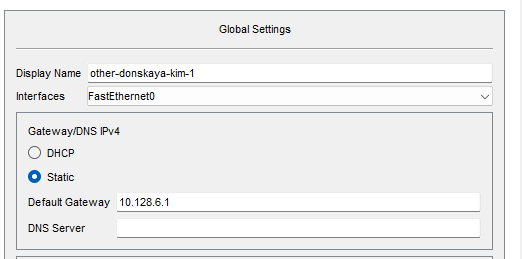 Global Settings
Display Name other-donskaya-kim-1
Interfaces FastEthernet0
Gateway/DNS IPv4
DHCP
Static
Default Gateway 10.128.6.1
DNS Server